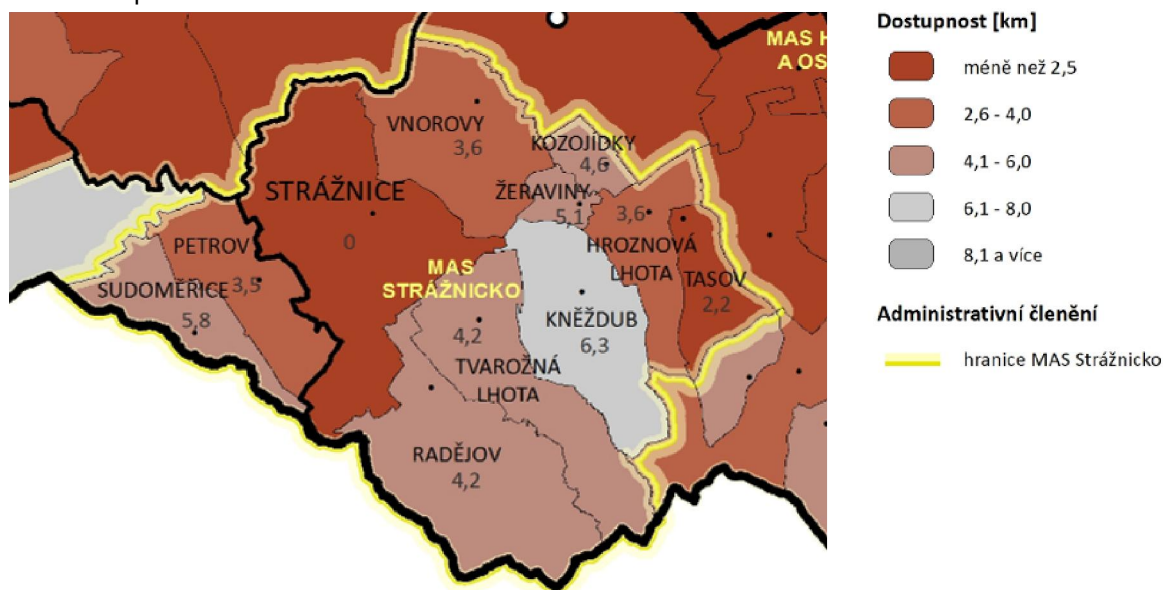 MAS H
A OS
VNOROVY
3,6
KOZOJÍDKY
4,6
STRÁŽNICE
0
ŽERAVINY
5,1
3,6
HROZNOVÁ
LHOTA
TASOV
2,2
PETROV
3,5
SUDOMĚŘICE
5,8
MAS
STRÁŽNICKO
4,2
TVAROŽNÁ
LHOTA
KNĚŽDUB
6,3
RADĚJOV
4,2
Dostupnost [km]
méně než 2,5
2,6 - 4,0
4,1 - 6,0
6,1 - 8,0
8,1 a více
Administrativní členění
hranice MAS Strážnicko